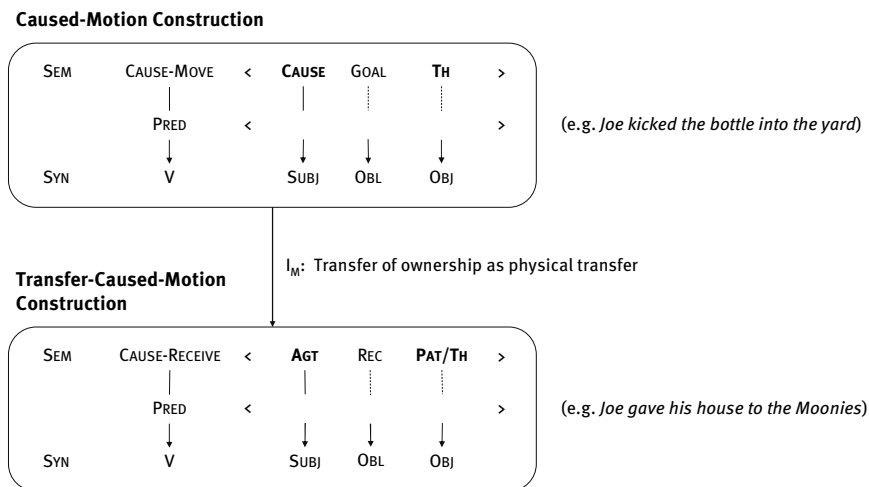 Caused-Motion Construction
SEM CAUSE-MOVE < CAUSE GOAL TH >
PRED < > (e.g. Joe kicked the bottle into the yard)
SYN V SUBJ OBL OBJ
I_M: Transfer of ownership as physical transfer
Transfer-Caused-Motion
Construction
SEM CAUSE-RECEIVE < AGT REC PAT/TH >
PRED < > (e.g. Joe gave his house to the Moonies)
SYN V SUBJ OBL OBJ